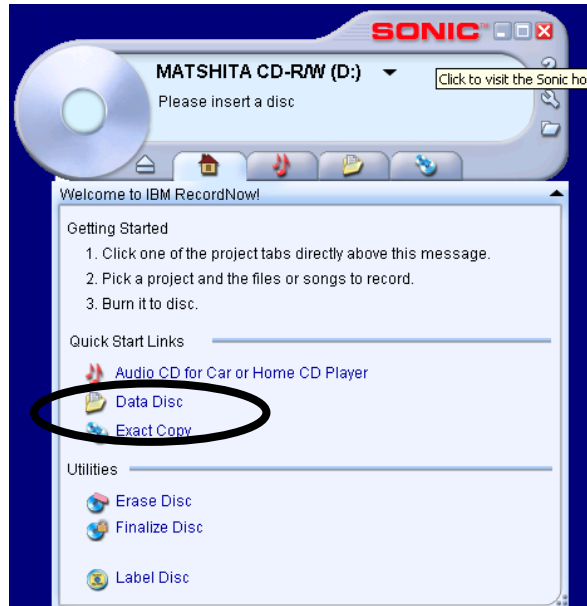 SONIC™
MATSHITA CD-R/W (D:)
Click to visit the Sonic ho
Please insert a disc
?
Welcome to IBM RecordNow!
Getting Started
1. Click one of the project tabs directly above this message.
2. Pick a project and the files or songs to record.
3. Burn it to disc.
Quick Start Links
Audio CD for Car or Home CD Player
Data Disc
Exact Copy
Utilities
Erase Disc
Finalize Disc
Label Disc